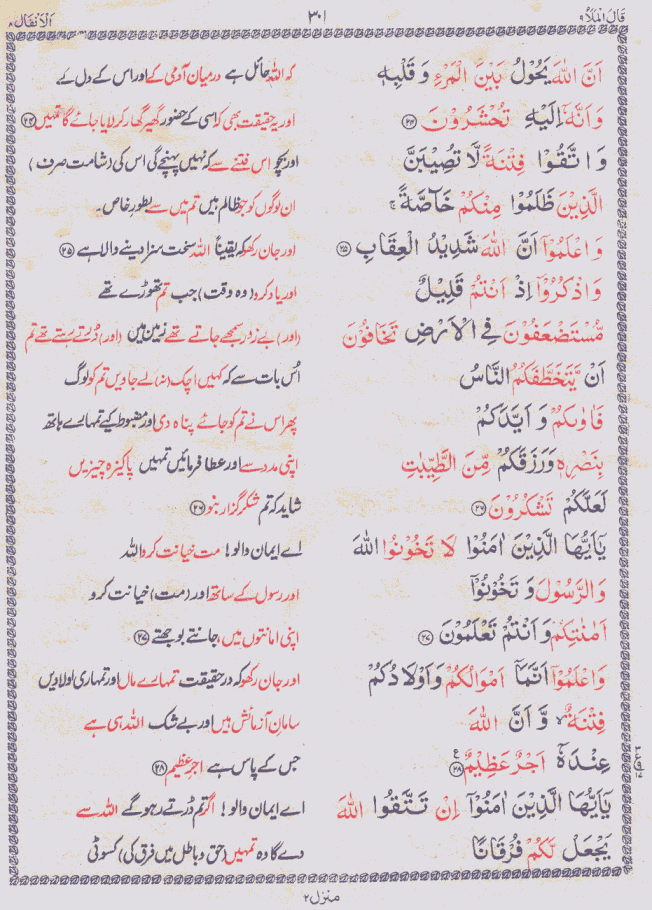 قَالَ الْمَلَأُ ٩ ٣٠١ اَلْاَنْفَال ٨
اَنَّ اللّٰهَ يَحُوْلُ بَيْنَ الْمَرْءِ وَ قَلْبِهٖ کہ اللہ حائل ہے درمیان آدمی کے اور اس کے دل کے
وَاَنَّهٗٓ اِلَيْهِ تُحْشَرُوْنَ ﴿٢٤﴾ اور یہ حقیقت بھی کہ اسی کے حضور گھیر گھار کر لایا جائے گا تمہیں ﴿٢٤﴾
وَاتَّقُوْا فِتْنَةً لَّا تُصِيْبَنَّ اور بچو اس فتنے سے کہ نہیں پہنچے گی اس کی (شامت صرف)
الَّذِيْنَ ظَلَمُوْا مِنْكُمْ خَآصَّةً ۚ ان لوگوں کو جو ظالم ہیں تم میں سے بطور خاص۔
وَاعْلَمُوْٓا اَنَّ اللّٰهَ شَدِيْدُ الْعِقَابِ ﴿٢٥﴾ اور جان رکھو کہ یقیناً اللہ سخت سزا دینے والا ہے ﴿٢٥﴾
وَاذْكُرُوْٓا اِذْ اَنْتُمْ قَلِيْلٌ اور یاد کرو (وہ وقت) جب تم تھوڑے تھے
مُّسْتَضْعَفُوْنَ فِي الْاَرْضِ تَخَافُوْنَ (اور) بے زور سمجھے جاتے تھے زمین میں (اور) ڈرتے رہتے تھے تم
اَنْ يَّتَخَطَّفَكُمُ النَّاسُ اس بات سے کہ کہیں اچک (نہ) لے جاویں تم کو لوگ
فَاٰوٰىكُمْ وَ اَيَّدَكُمْ پھر اس نے تم کو جائے پناہ دی اور مضبوط کیے تمہارے ہاتھ
بِنَصْرِهٖ وَرَزَقَكُمْ مِّنَ الطَّيِّبٰتِ اپنی مدد سے اور عطا فرمائیں تمہیں پاکیزہ چیزیں
لَعَلَّكُمْ تَشْكُرُوْنَ ﴿٢٦﴾ شاید کہ تم شکر گزار بنو ﴿٢٦﴾
يٰٓاَيُّهَا الَّذِيْنَ اٰمَنُوْا لَا تَخُوْنُوا اللّٰهَ اے ایمان والو! مت خیانت کرو اللہ
وَالرَّسُوْلَ وَ تَخُوْنُوْٓا اور رسول کے ساتھ اور (مت) خیانت کرو
اَمٰنٰتِكُمْ وَ اَنْتُمْ تَعْلَمُوْنَ ﴿٢٧﴾ اپنی امانتوں میں، جانتے بوجھتے ﴿٢٧﴾
وَاعْلَمُوْٓا اَنَّمَآ اَمْوَالُكُمْ وَاَوْلَادُكُمْ اور جان رکھو کہ در حقیقت تمہارے مال اور تمہاری اولادیں
فِتْنَةٌ ۙ وَّ اَنَّ اللّٰهَ سامان آزمائش ہیں اور بے شک اللہ ہی ہے
عِنْدَهٗٓ اَجْرٌ عَظِيْمٌ ﴿٢٨﴾ جس کے پاس ہے اجر عظیم ﴿٢٨﴾
يٰٓاَيُّهَا الَّذِيْنَ اٰمَنُوْٓا اِنْ تَتَّقُوا اللّٰهَ اے ایمان والو! اگر تم ڈرتے رہو گے اللہ سے
يَجْعَلْ لَّكُمْ فُرْقَانًا دے گا وہ تمہیں (حق و باطل میں فرق کی) کسوٹی
منزل ٢